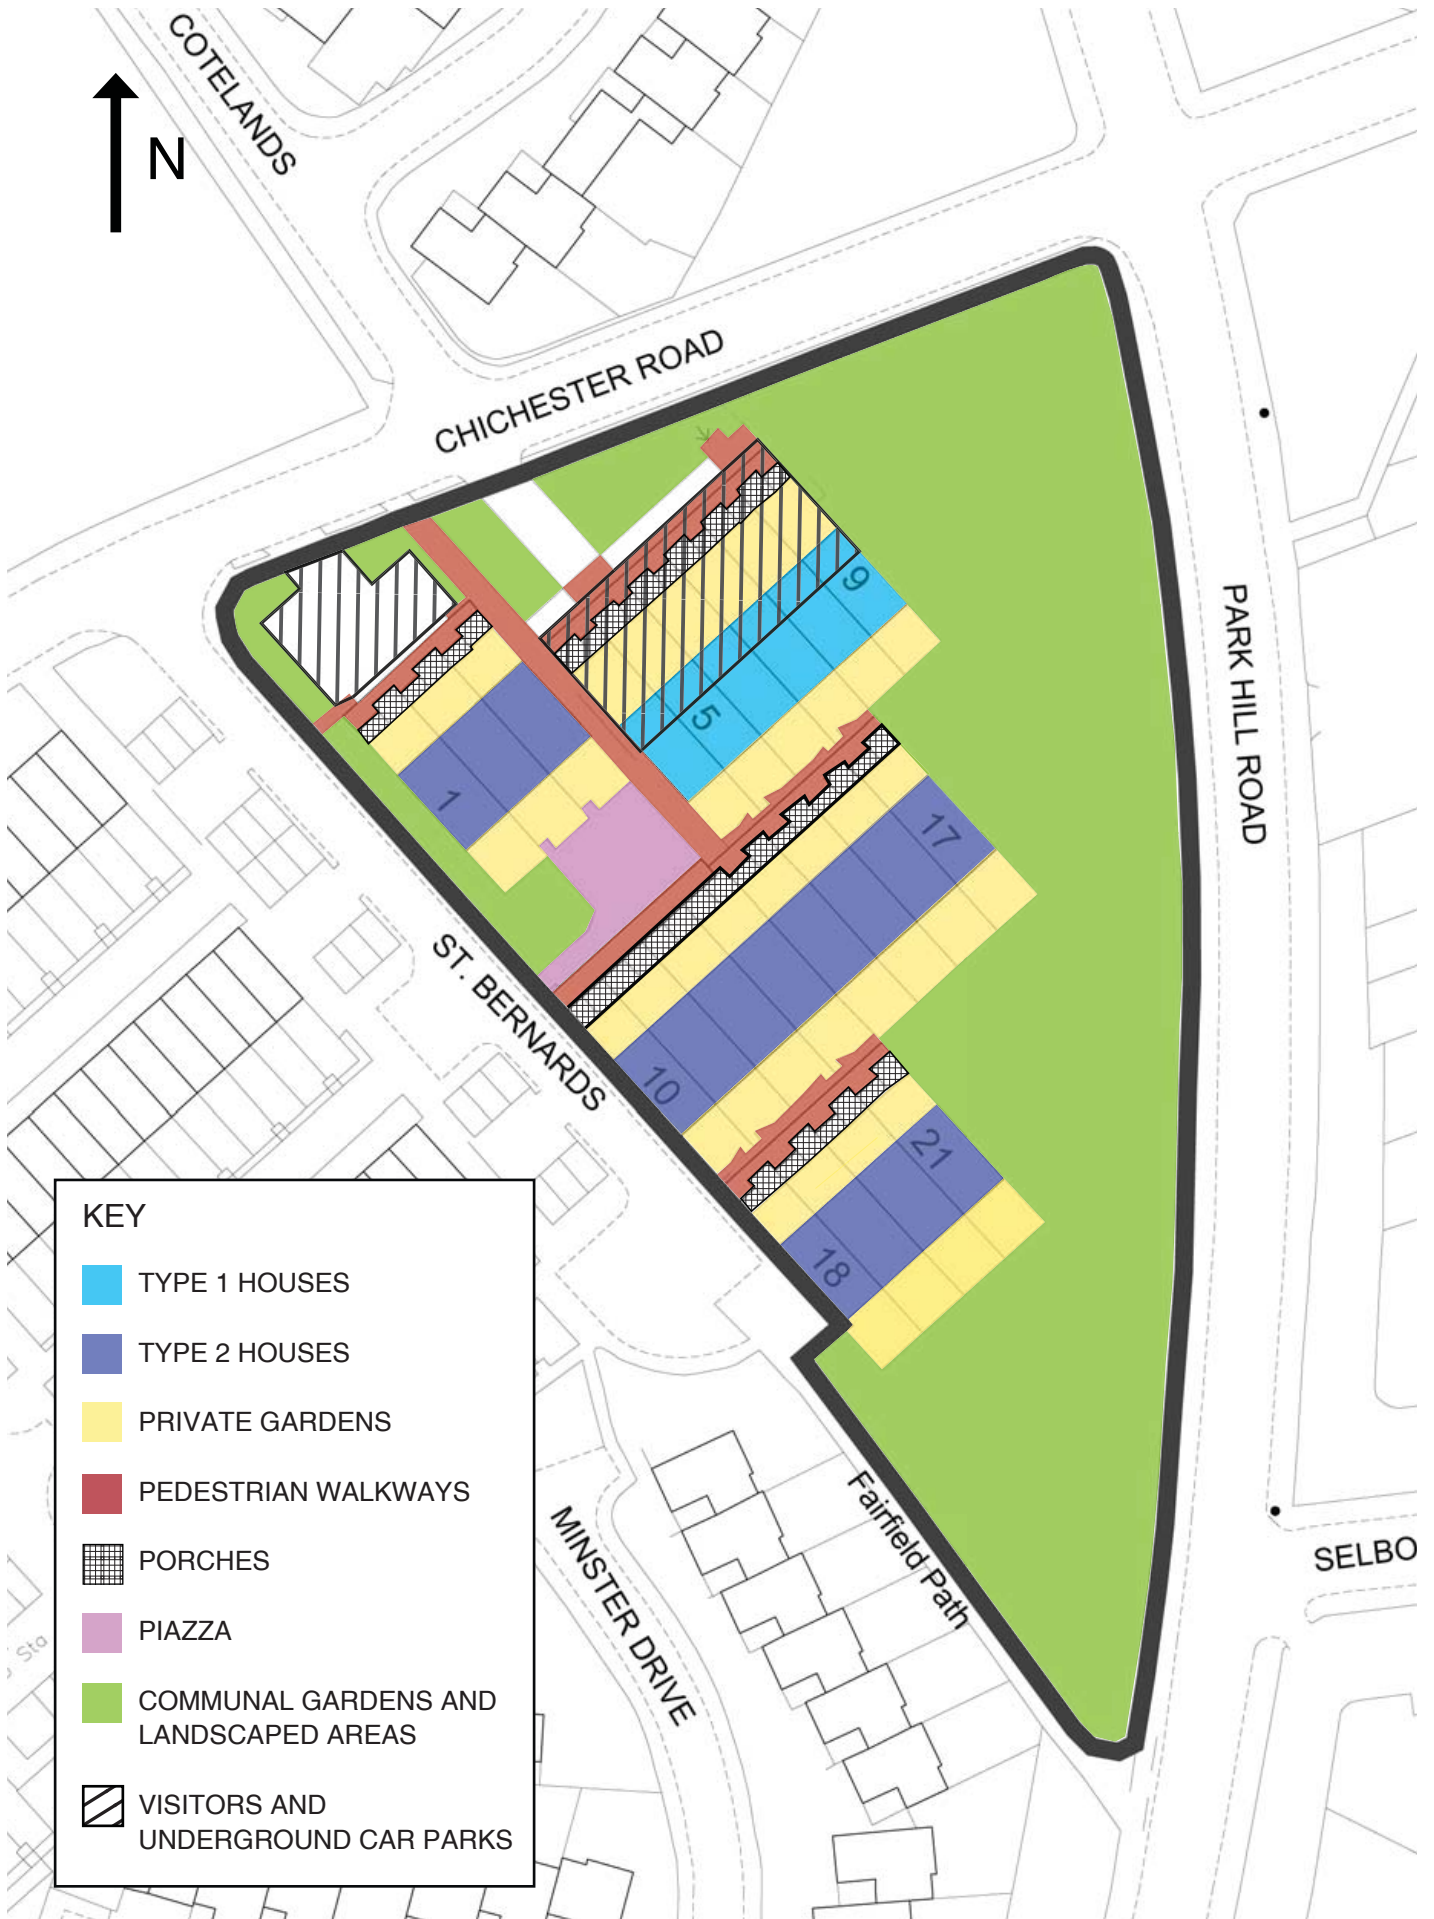 COTELANDS
N
CHICHESTER ROAD
PARK HILL ROAD
9
5
1
17
10
21
18
ST. BERNARDS
Fairfield Path
MINSTER DRIVE
SELBO
Sta
KEY
TYPE 1 HOUSES
TYPE 2 HOUSES
PRIVATE GARDENS
PEDESTRIAN WALKWAYS
PORCHES
PIAZZA
COMMUNAL GARDENS AND
LANDSCAPED AREAS
VISITORS AND
UNDERGROUND CAR PARKS